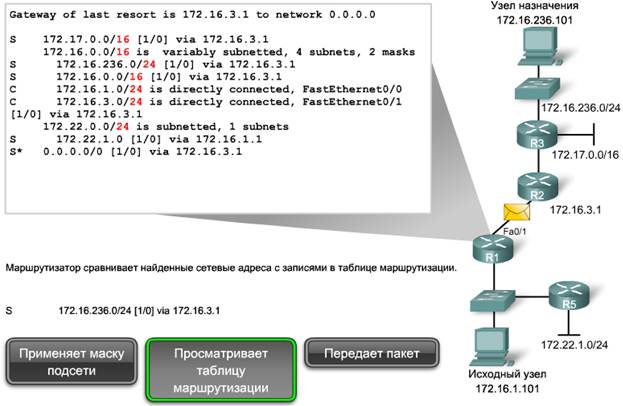 Gateway of last resort is 172.16.3.1 to network 0.0.0.0
S 172.17.0.0/16 [1/0] via 172.16.3.1
172.16.0.0/16 is variably subnetted, 4 subnets, 2 masks
S 172.16.236.0/24 [1/0] via 172.16.3.1
S 172.16.0.0/16 [1/0] via 172.16.3.1
C 172.16.1.0/24 is directly connected, FastEthernet0/0
C 172.16.3.0/24 is directly connected, FastEthernet0/1
[1/0] via 172.16.3.1
172.22.0.0/24 is subnetted, 1 subnets
S 172.22.1.0 [1/0] via 172.16.1.1
S* 0.0.0.0/0 [1/0] via 172.16.3.1
Узел назначения
172.16.236.101
172.16.236.0/24
R3
172.17.0.0/16
R2
172.16.3.1
Fa0/1
R1
R5
172.22.1.0/24
Исходный узел
172.16.1.101
Маршрутизатор сравнивает найденные сетевые адреса с записями в таблице маршрутизации.
S 172.16.236.0/24 [1/0] via 172.16.3.1
Применяет маску
подсети
Просматривает
таблицу
маршрутизации
Передает пакет